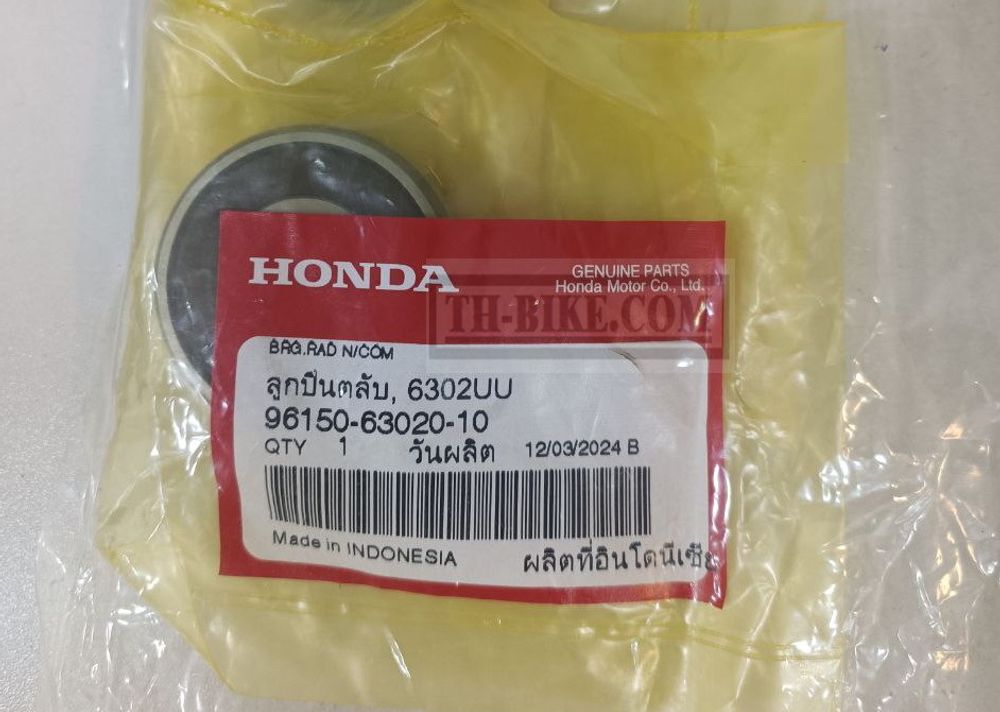 HONDA
GENUINE PARTS
Honda Motor Co., Ltd.
TH-BIKE.COM
BRG.RAD N/COM
ลูกปืนตลับ, 6302UU
96150-63020-10
QTY 1 วันผลิต 12/03/2024 B
Made in INDONESIA
ผลิตที่อินโดนีเซีย